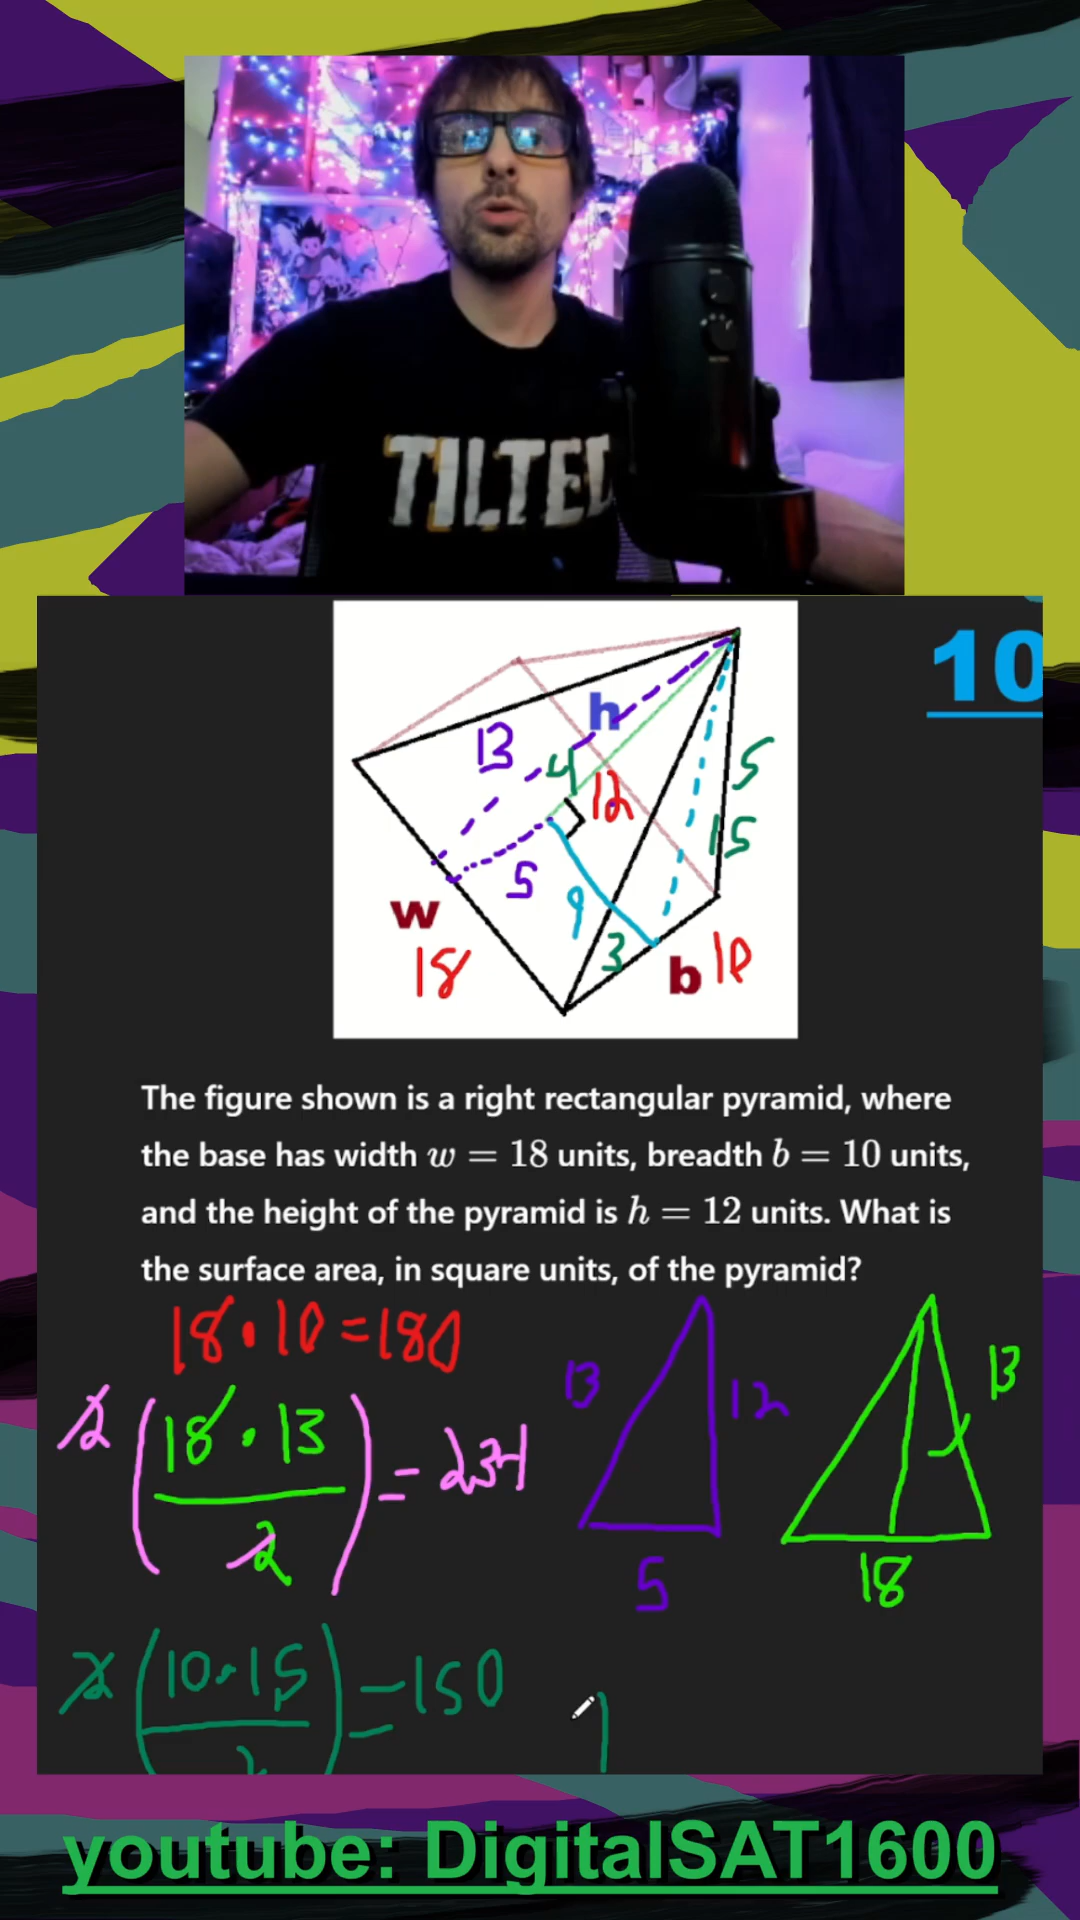 TILTED
10
h
13
4
12
5
15
5
9
w
18
3
b
10
The figure shown is a right rectangular pyramid, where
the base has width w = 18 units, breadth b = 10 units,
and the height of the pyramid is h = 12 units. What is
the surface area, in square units, of the pyramid?
18 · 10 = 180
2 (18 · 13 / 2) = 234
13
12
5
13
18
2 (10 · 15 / 2) = 150
youtube: DigitalSAT1600